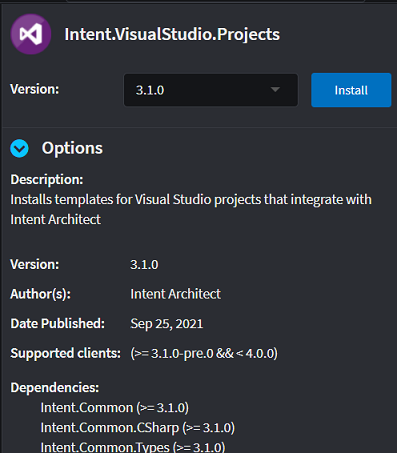 Intent.VisualStudio.Projects
Version: 3.1.0 Install
Options
Description:
Installs templates for Visual Studio projects that integrate with
Intent Architect
Version: 3.1.0
Author(s): Intent Architect
Date Published: Sep 25, 2021
Supported clients: (>= 3.1.0-pre.0 && < 4.0.0)
Dependencies:
Intent.Common (>= 3.1.0)
Intent.Common.CSharp (>= 3.1.0)
Intent.Common.Types (>= 3.1.0)